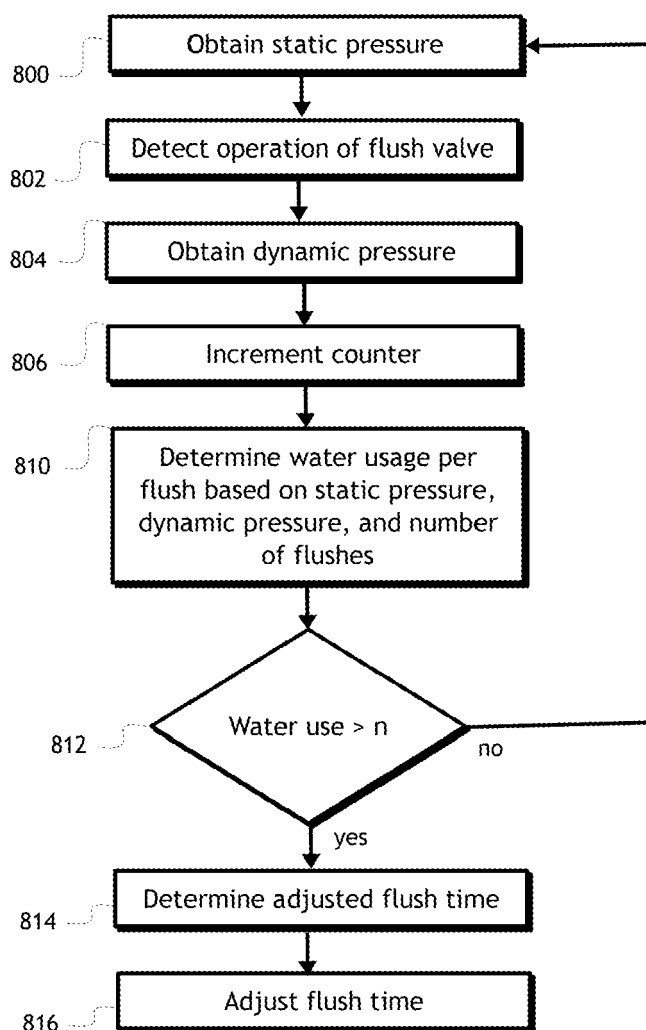 Obtain static pressure
800
Detect operation of flush valve
802
Obtain dynamic pressure
804
Increment counter
806
Determine water usage per
flush based on static pressure,
dynamic pressure, and number
of flushes
810
Water use > n
812
no
yes
Determine adjusted flush time
814
Adjust flush time
816